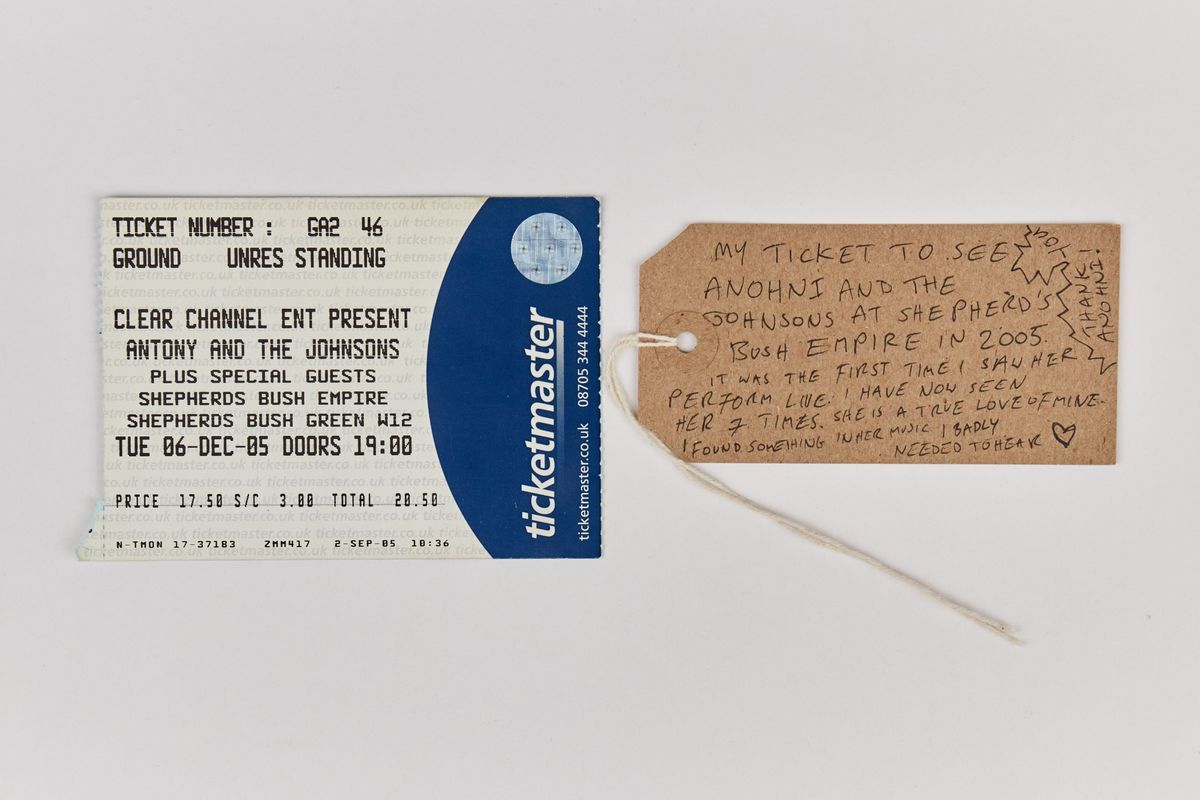 TICKET NUMBER : GA2 46
GROUND UNRES STANDING
CLEAR CHANNEL ENT PRESENT
ANTONY AND THE JOHNSONS
PLUS SPECIAL GUESTS
SHEPHERDS BUSH EMPIRE
SHEPHERDS BUSH GREEN W12
TUE 06-DEC-05 DOORS 19:00
PRICE 17.50 S/C 3.00 TOTAL 20.50
N-TMON 17-37183 ZMM417 2-SEP-05 10:36
ticketmaster
ticketmaster.co.uk 08705 344 4444
MY TICKET TO SEE
ANOHNI AND THE
JOHNSONS AT SHEPHERD'S
BUSH EMPIRE IN 2005.
IT WAS THE FIRST TIME I SAW HER
PERFORM LIVE. I HAVE NOW SEEN
HER 7 TIMES. SHE IS A TRUE LOVE OF MINE.
I FOUND SOMETHING IN HER MUSIC I BADLY
NEEDED TO HEAR
THANK YOU
ANOHNI!